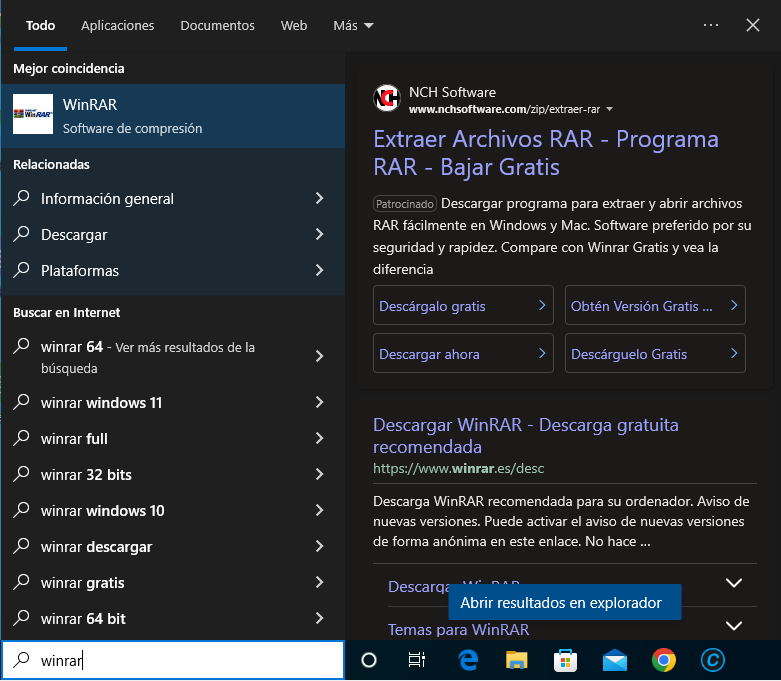 Todo Aplicaciones Documentos Web Más
Mejor coincidencia
WinRAR
Software de compresión
Relacionadas
Información general
Descargar
Plataformas
Buscar en Internet
winrar 64 - Ver más resultados de la
búsqueda
winrar windows 11
winrar full
winrar 32 bits
winrar windows 10
winrar descargar
winrar gratis
winrar 64 bit
winrar
NCH Software
www.nchsoftware.com/zip/extraer-rar
Extraer Archivos RAR - Programa
RAR - Bajar Gratis
Patrocinado Descargar programa para extraer y abrir archivos
RAR fácilmente en Windows y Mac. Software preferido por su
seguridad y rapidez. Compare con Winrar Gratis y vea la
diferencia
Descárgalo gratis
Obtén Versión Gratis ...
Descargar ahora
Descárguelo Gratis
Descargar WinRAR - Descarga gratuita
recomendada
https://www.winrar.es/desc
Descarga WinRAR recomendada para su ordenador. Aviso de
nuevas versiones. Puede activar el aviso de nuevas versiones
de forma anónima en este enlace. No hace ...
Abrir resultados en explorador
Temas para WinRAR